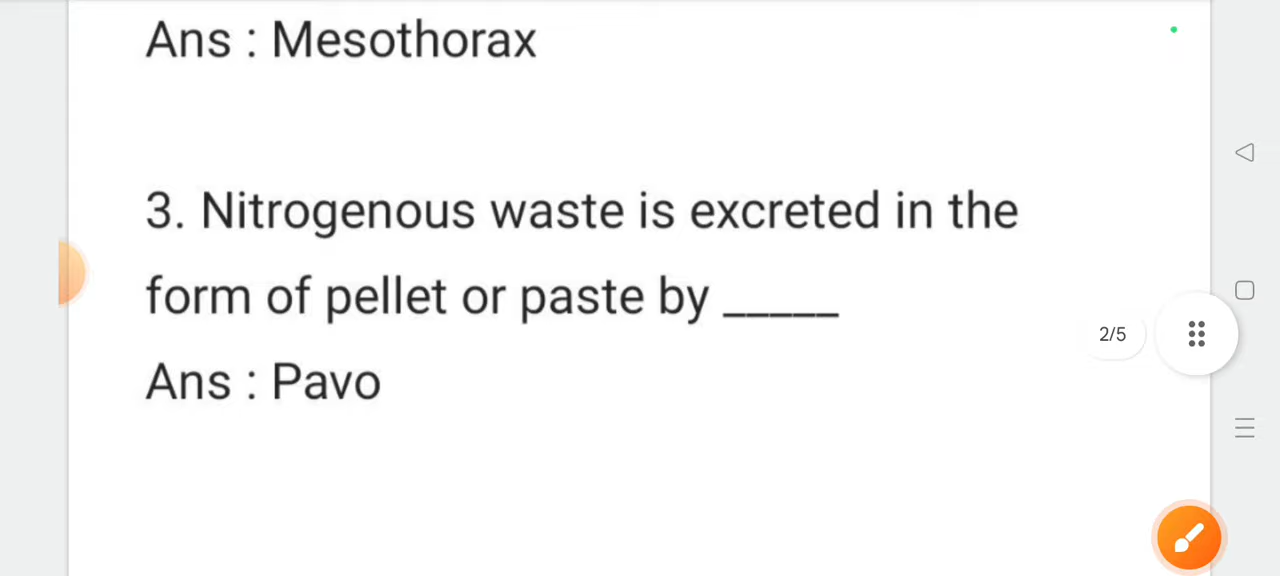 Ans : Mesothorax
3. Nitrogenous waste is excreted in the
form of pellet or paste by _____
2/5
Ans : Pavo